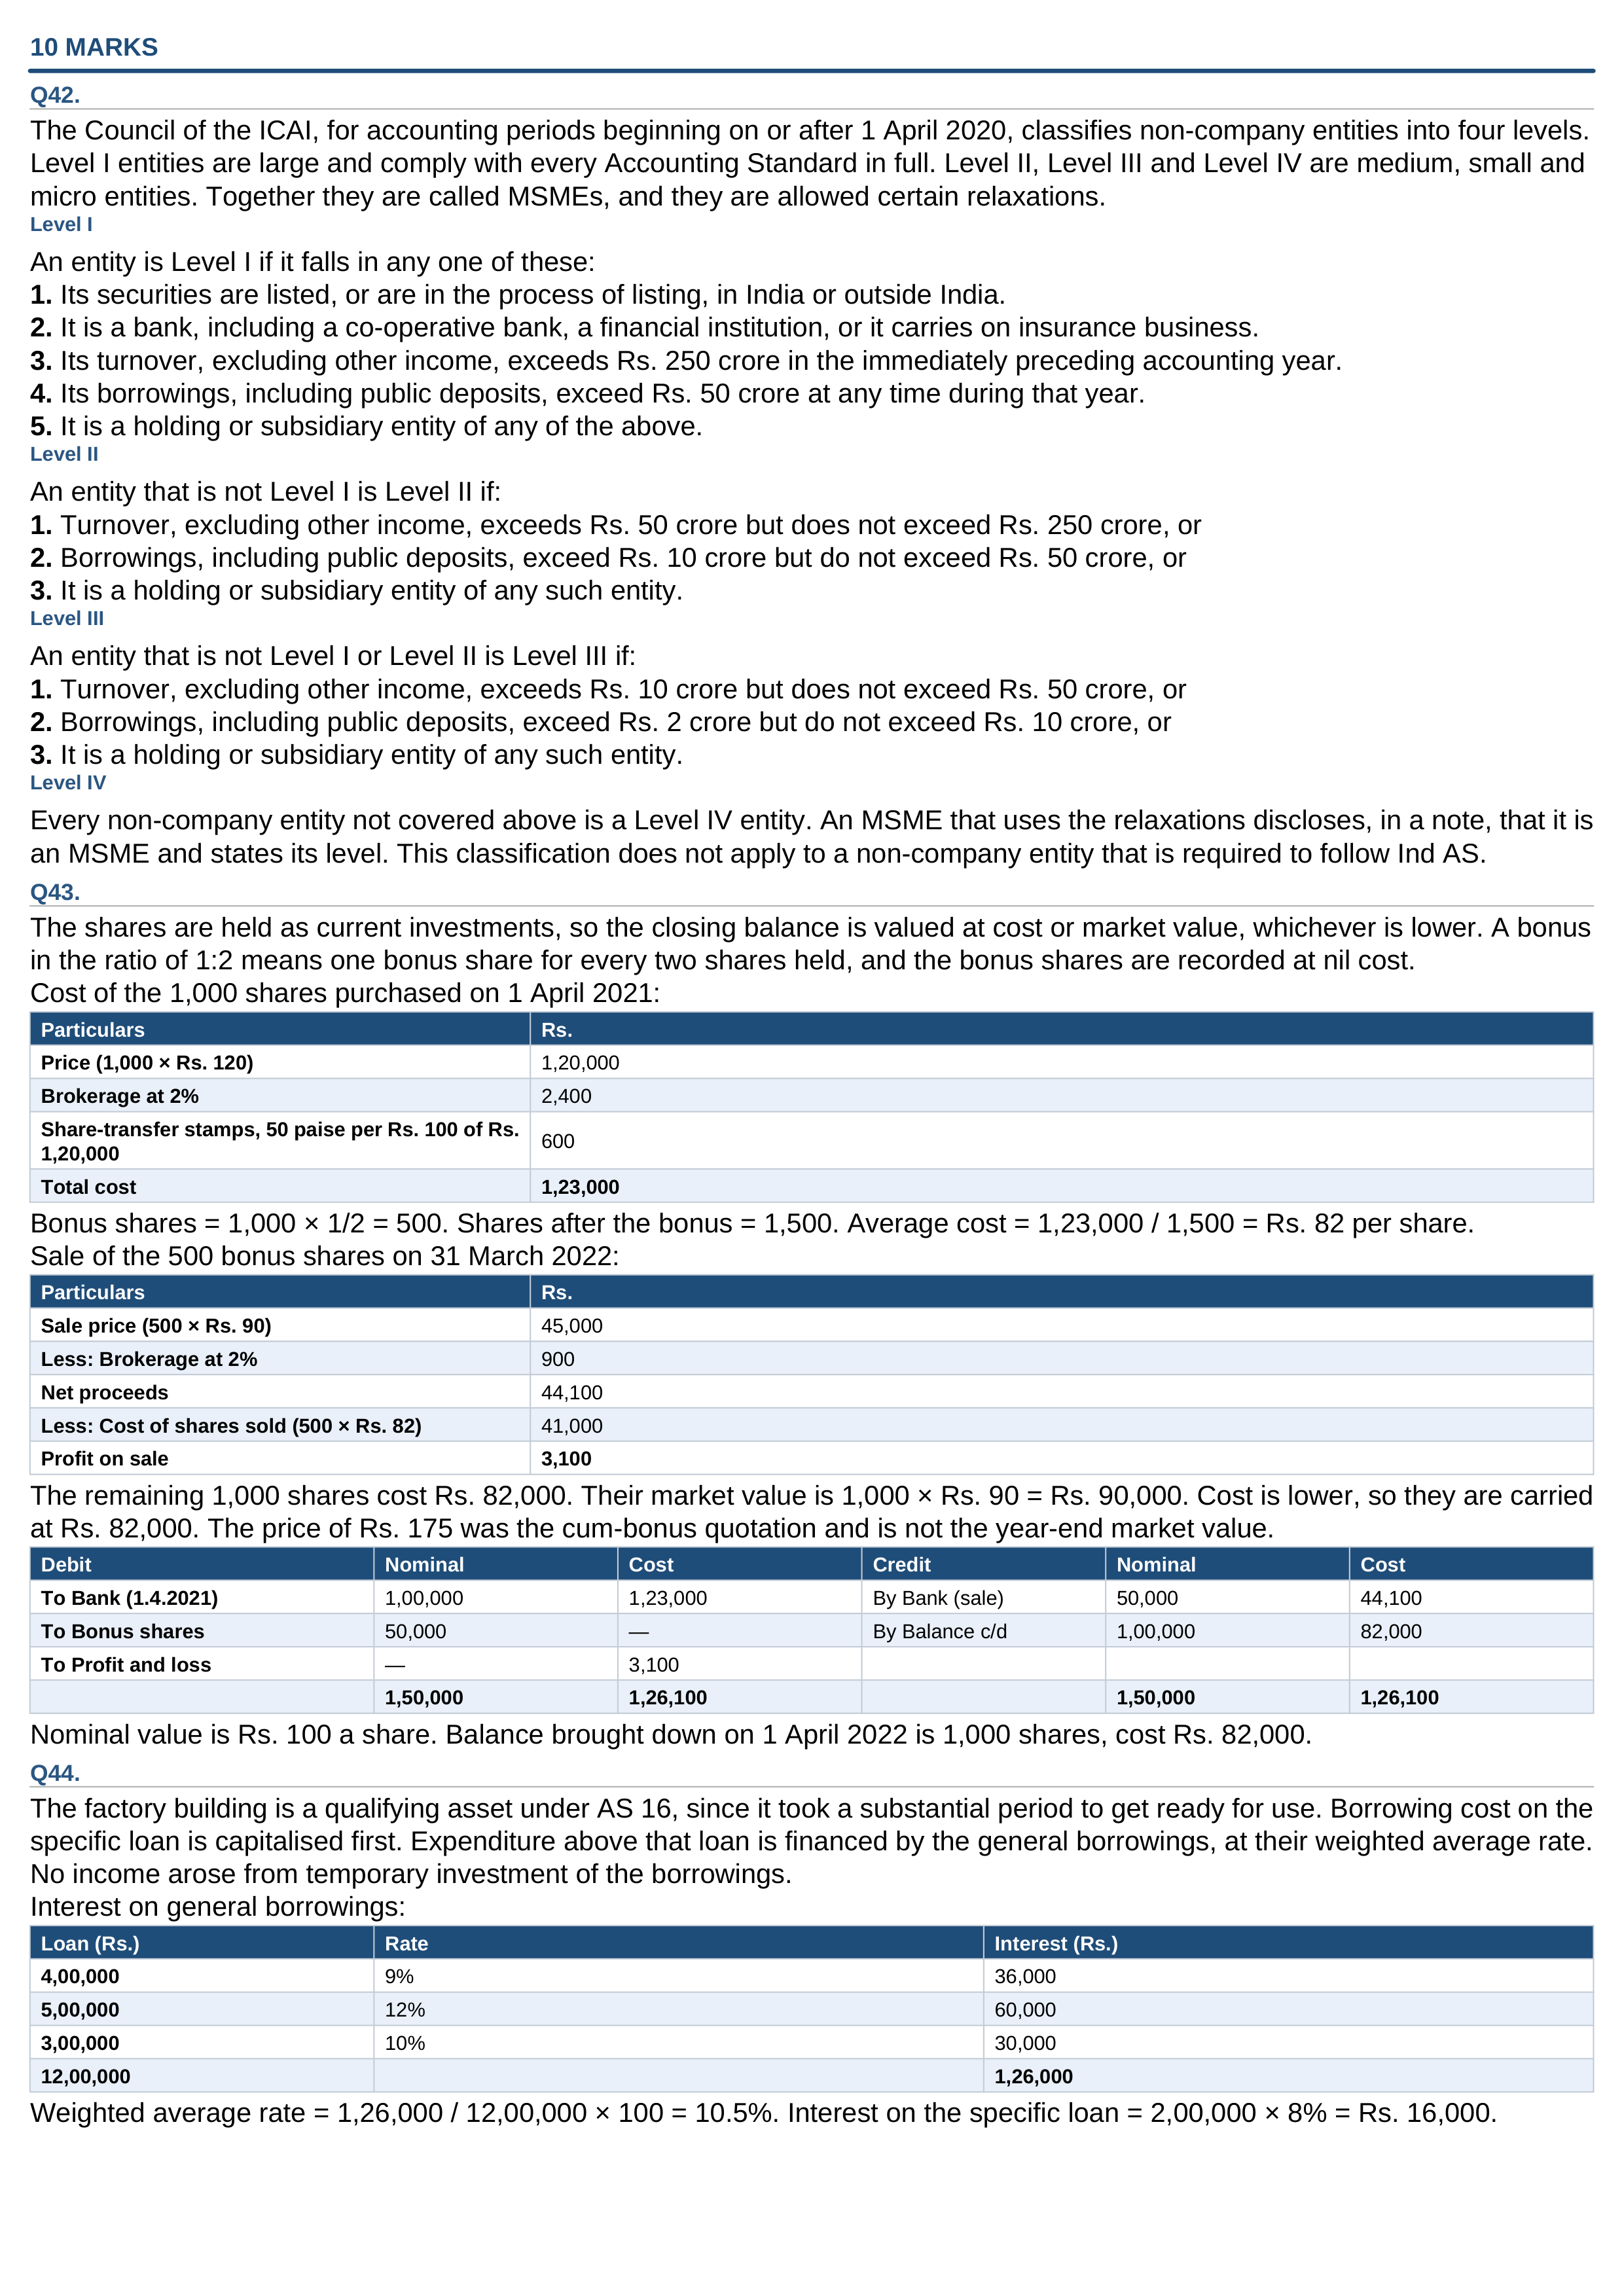 10 MARKS
Q42.
The Council of the ICAI, for accounting periods beginning on or after 1 April 2020, classifies non-company entities into four levels.
Level I entities are large and comply with every Accounting Standard in full. Level II, Level III and Level IV are medium, small and
micro entities. Together they are called MSMEs, and they are allowed certain relaxations.
Level I
An entity is Level I if it falls in any one of these:
1. Its securities are listed, or are in the process of listing, in India or outside India.
2. It is a bank, including a co-operative bank, a financial institution, or it carries on insurance business.
3. Its turnover, excluding other income, exceeds Rs. 250 crore in the immediately preceding accounting year.
4. Its borrowings, including public deposits, exceed Rs. 50 crore at any time during that year.
5. It is a holding or subsidiary entity of any of the above.
Level II
An entity that is not Level I is Level II if:
1. Turnover, excluding other income, exceeds Rs. 50 crore but does not exceed Rs. 250 crore, or
2. Borrowings, including public deposits, exceed Rs. 10 crore but do not exceed Rs. 50 crore, or
3. It is a holding or subsidiary entity of any such entity.
Level III
An entity that is not Level I or Level II is Level III if:
1. Turnover, excluding other income, exceeds Rs. 10 crore but does not exceed Rs. 50 crore, or
2. Borrowings, including public deposits, exceed Rs. 2 crore but do not exceed Rs. 10 crore, or
3. It is a holding or subsidiary entity of any such entity.
Level IV
Every non-company entity not covered above is a Level IV entity. An MSME that uses the relaxations discloses, in a note, that it is
an MSME and states its level. This classification does not apply to a non-company entity that is required to follow Ind AS.
Q43.
The shares are held as current investments, so the closing balance is valued at cost or market value, whichever is lower. A bonus
in the ratio of 1:2 means one bonus share for every two shares held, and the bonus shares are recorded at nil cost.
Cost of the 1,000 shares purchased on 1 April 2021:
Particulars Rs.
Price (1,000 × Rs. 120) 1,20,000
Brokerage at 2% 2,400
Share-transfer stamps, 50 paise per Rs. 100 of Rs.
1,20,000 600
Total cost 1,23,000
Bonus shares = 1,000 × 1/2 = 500. Shares after the bonus = 1,500. Average cost = 1,23,000 / 1,500 = Rs. 82 per share.
Sale of the 500 bonus shares on 31 March 2022:
Particulars Rs.
Sale price (500 × Rs. 90) 45,000
Less: Brokerage at 2% 900
Net proceeds 44,100
Less: Cost of shares sold (500 × Rs. 82) 41,000
Profit on sale 3,100
The remaining 1,000 shares cost Rs. 82,000. Their market value is 1,000 × Rs. 90 = Rs. 90,000. Cost is lower, so they are carried
at Rs. 82,000. The price of Rs. 175 was the cum-bonus quotation and is not the year-end market value.
Debit Nominal Cost Credit Nominal Cost
To Bank (1.4.2021) 1,00,000 1,23,000 By Bank (sale) 50,000 44,100
To Bonus shares 50,000 — By Balance c/d 1,00,000 82,000
To Profit and loss — 3,100
1,50,000 1,26,100 1,50,000 1,26,100
Nominal value is Rs. 100 a share. Balance brought down on 1 April 2022 is 1,000 shares, cost Rs. 82,000.
Q44.
The factory building is a qualifying asset under AS 16, since it took a substantial period to get ready for use. Borrowing cost on the
specific loan is capitalised first. Expenditure above that loan is financed by the general borrowings, at their weighted average rate.
No income arose from temporary investment of the borrowings.
Interest on general borrowings:
Loan (Rs.) Rate Interest (Rs.)
4,00,000 9% 36,000
5,00,000 12% 60,000
3,00,000 10% 30,000
12,00,000 1,26,000
Weighted average rate = 1,26,000 / 12,00,000 × 100 = 10.5%. Interest on the specific loan = 2,00,000 × 8% = Rs. 16,000.